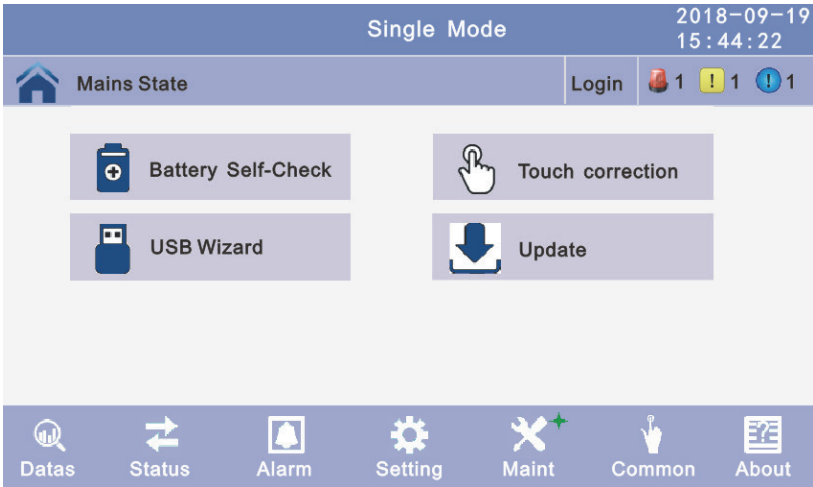 Single Mode
2018-09-19
15:44:22
Mains State
Login
1
! 1
! 1
Battery Self-Check
Touch correction
USB Wizard
Update
Datas
Status
Alarm
Setting
Maint
Common
About